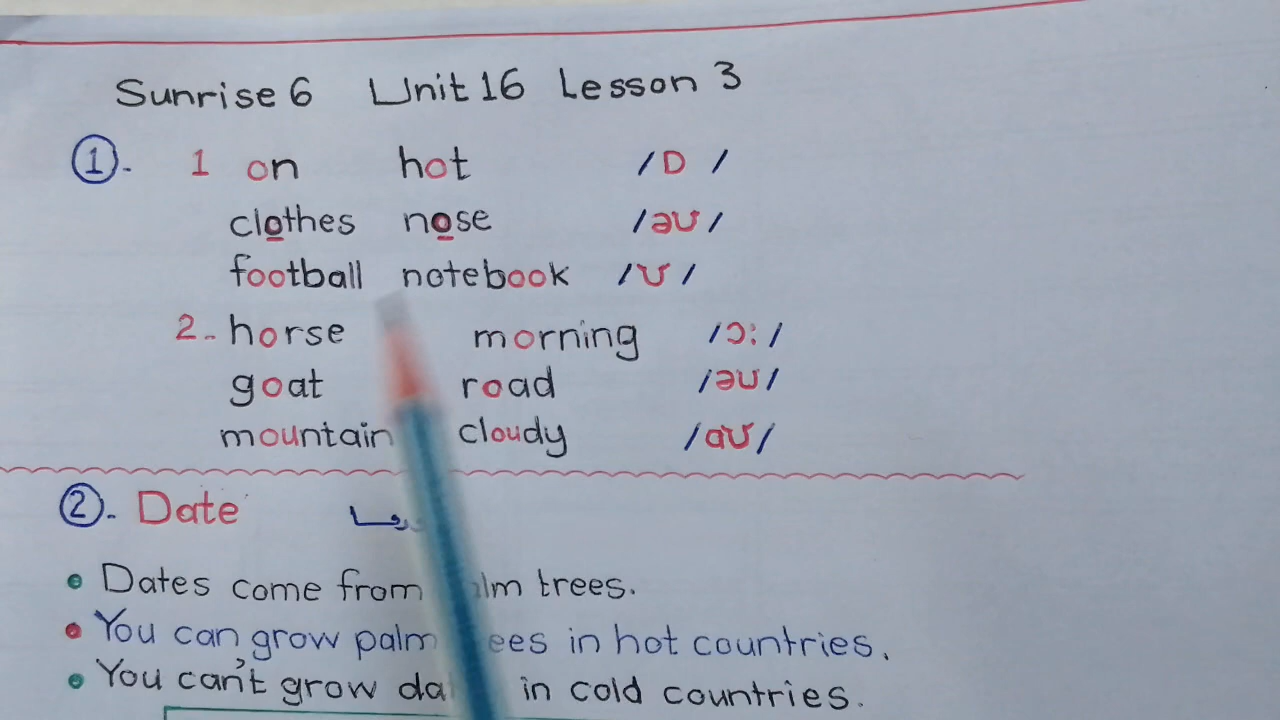 Sunrise 6 Unit 16 Lesson 3
①. 1 on hot /ɒ/
clothes nose /əʊ/
football notebook /ʊ/
2- horse morning /ɔ:/
goat road /əʊ/
mountain cloudy /aʊ/
②. Date
• Dates come from trees.
• You can grow palm in hot countries.
• You can't grow in cold countries.